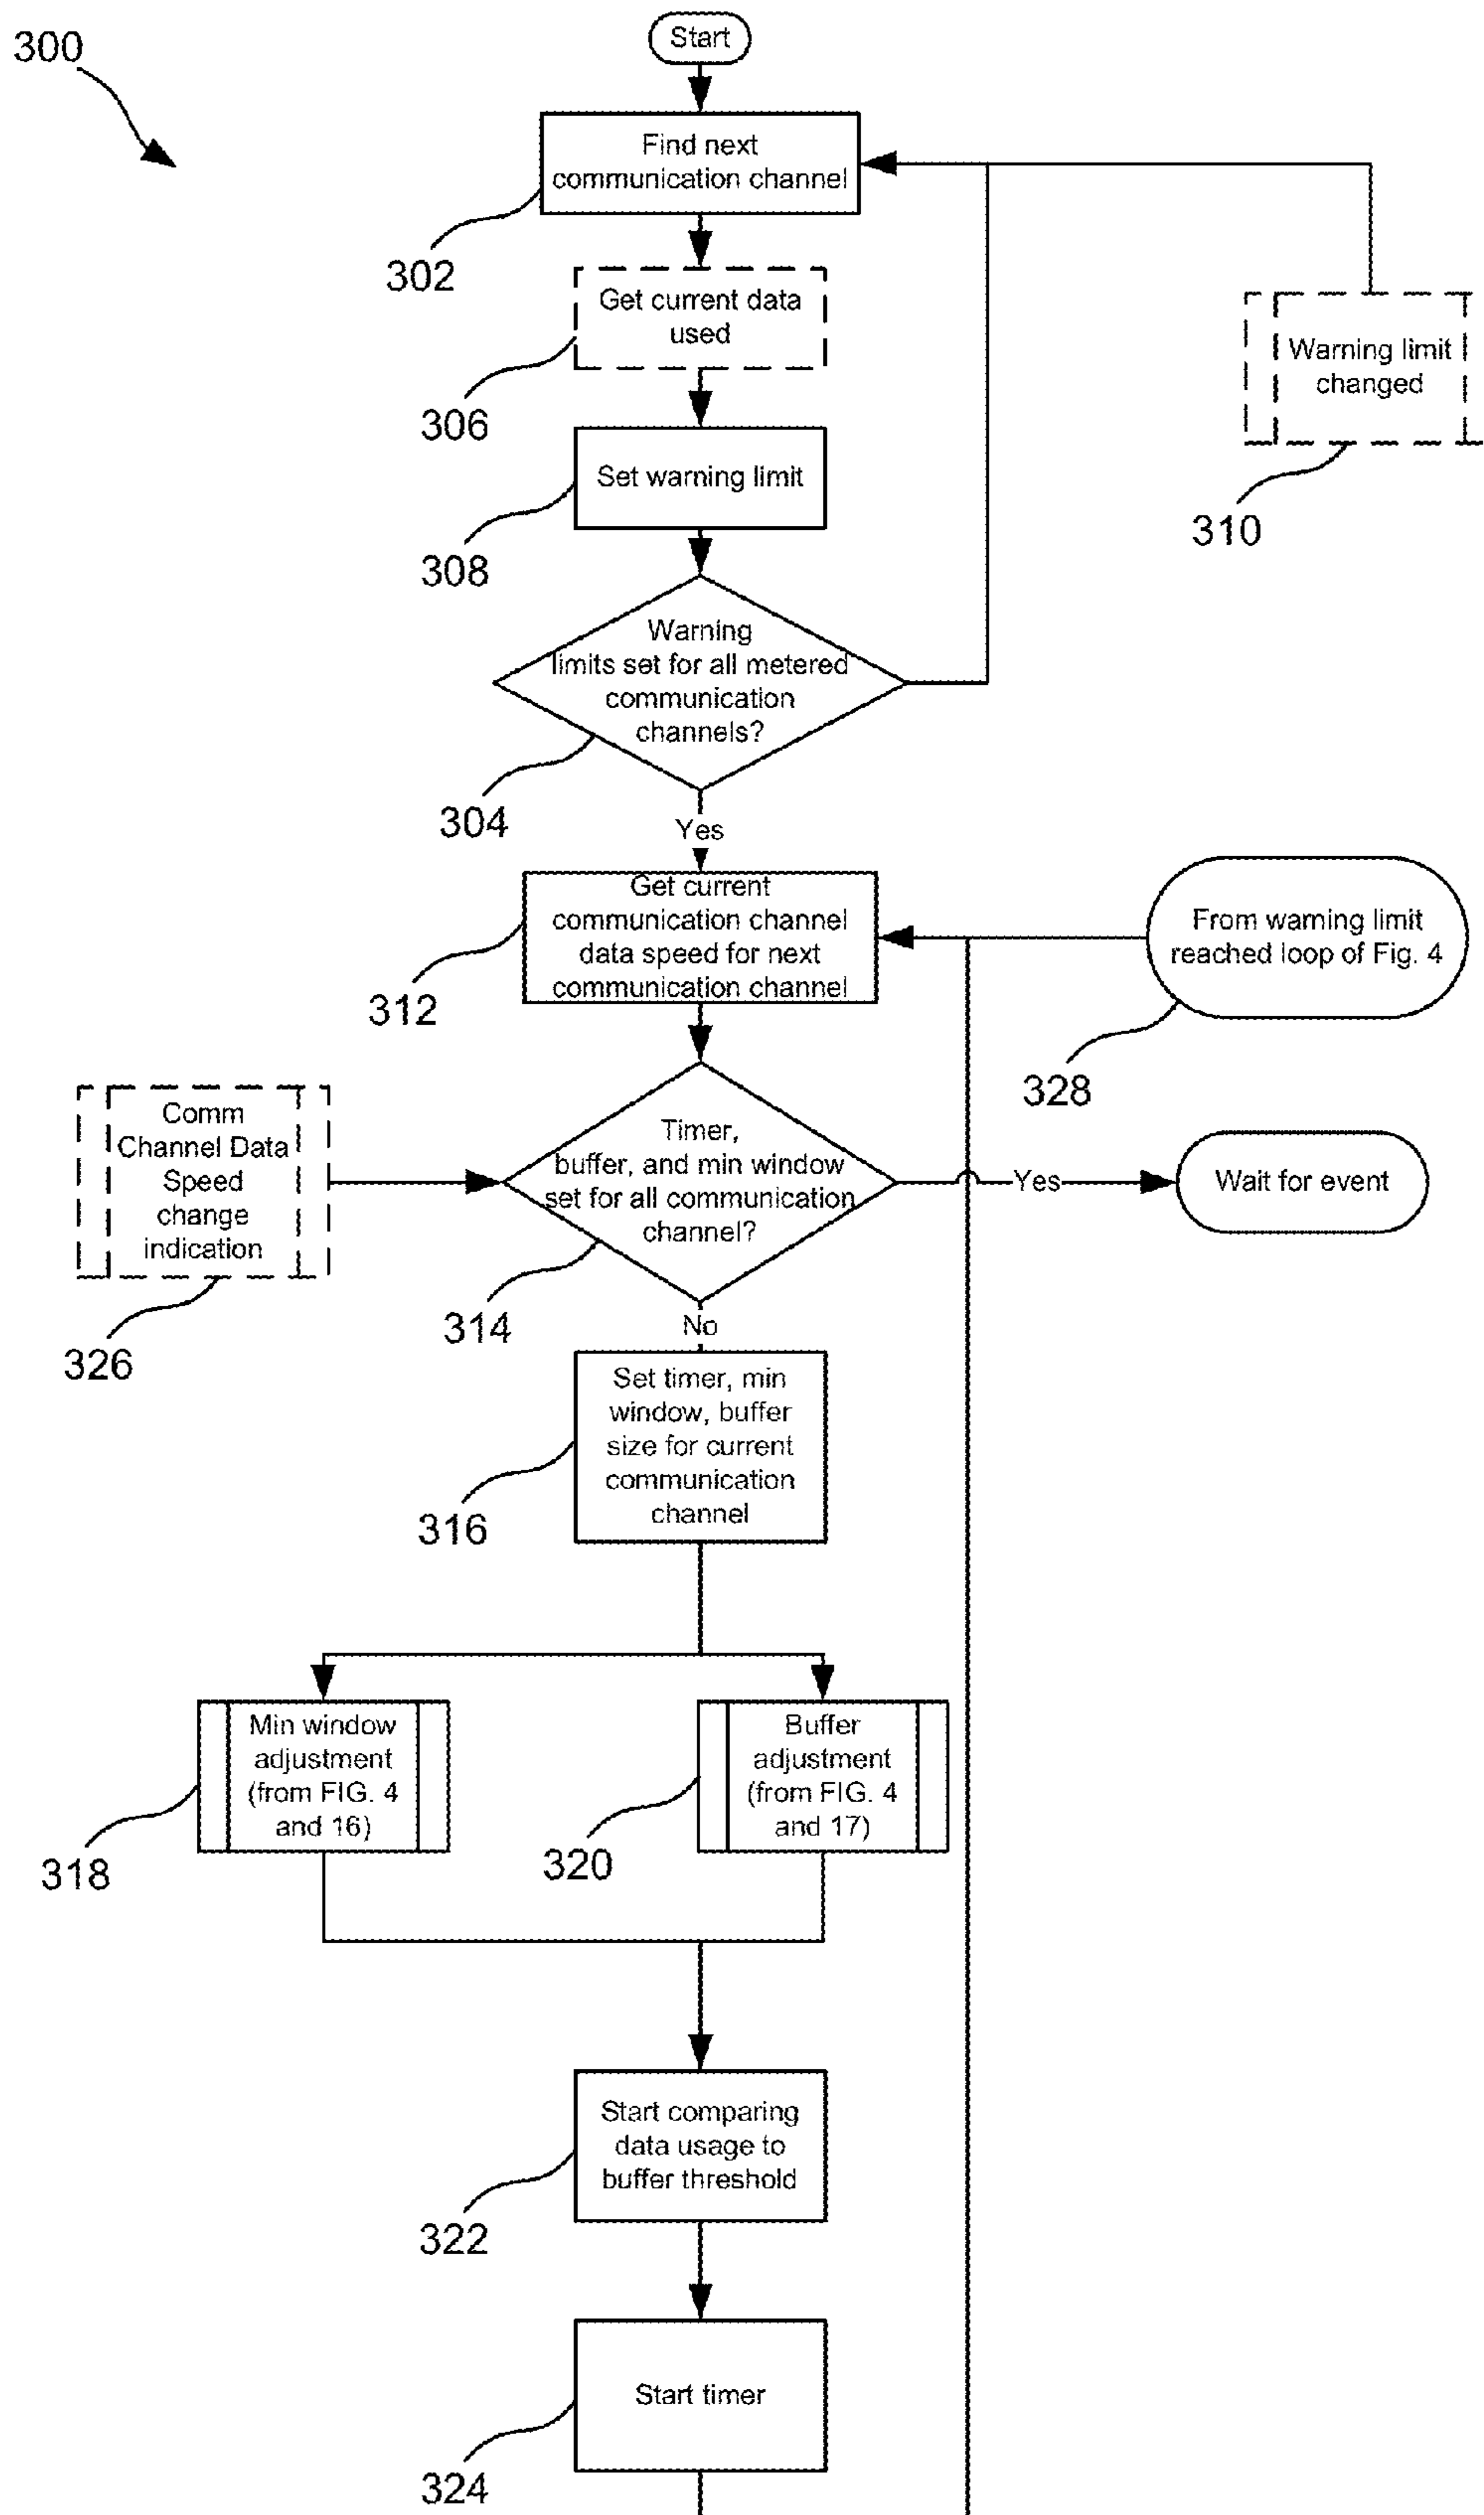 300
Start
Find next
communication channel
302
Get current data
used
306
Warning limit
changed
310
Set warning limit
308
Warning
limits set for all metered
communication
channels?
304
Yes
Get current
communication channel
data speed for next
communication channel
312
From warning limit
reached loop of Fig. 4
328
Comm
Channel Data
Speed
change
indication
326
Timer,
buffer, and min window
set for all communication
channel?
314
Yes
Wait for event
No
Set timer, min
window, buffer
size for current
communication
channel
316
Min window
adjustment
(from FIG. 4
and 16)
318
Buffer
adjustment
(from FIG. 4
and 17)
320
Start comparing
data usage to
buffer threshold
322
Start timer
324